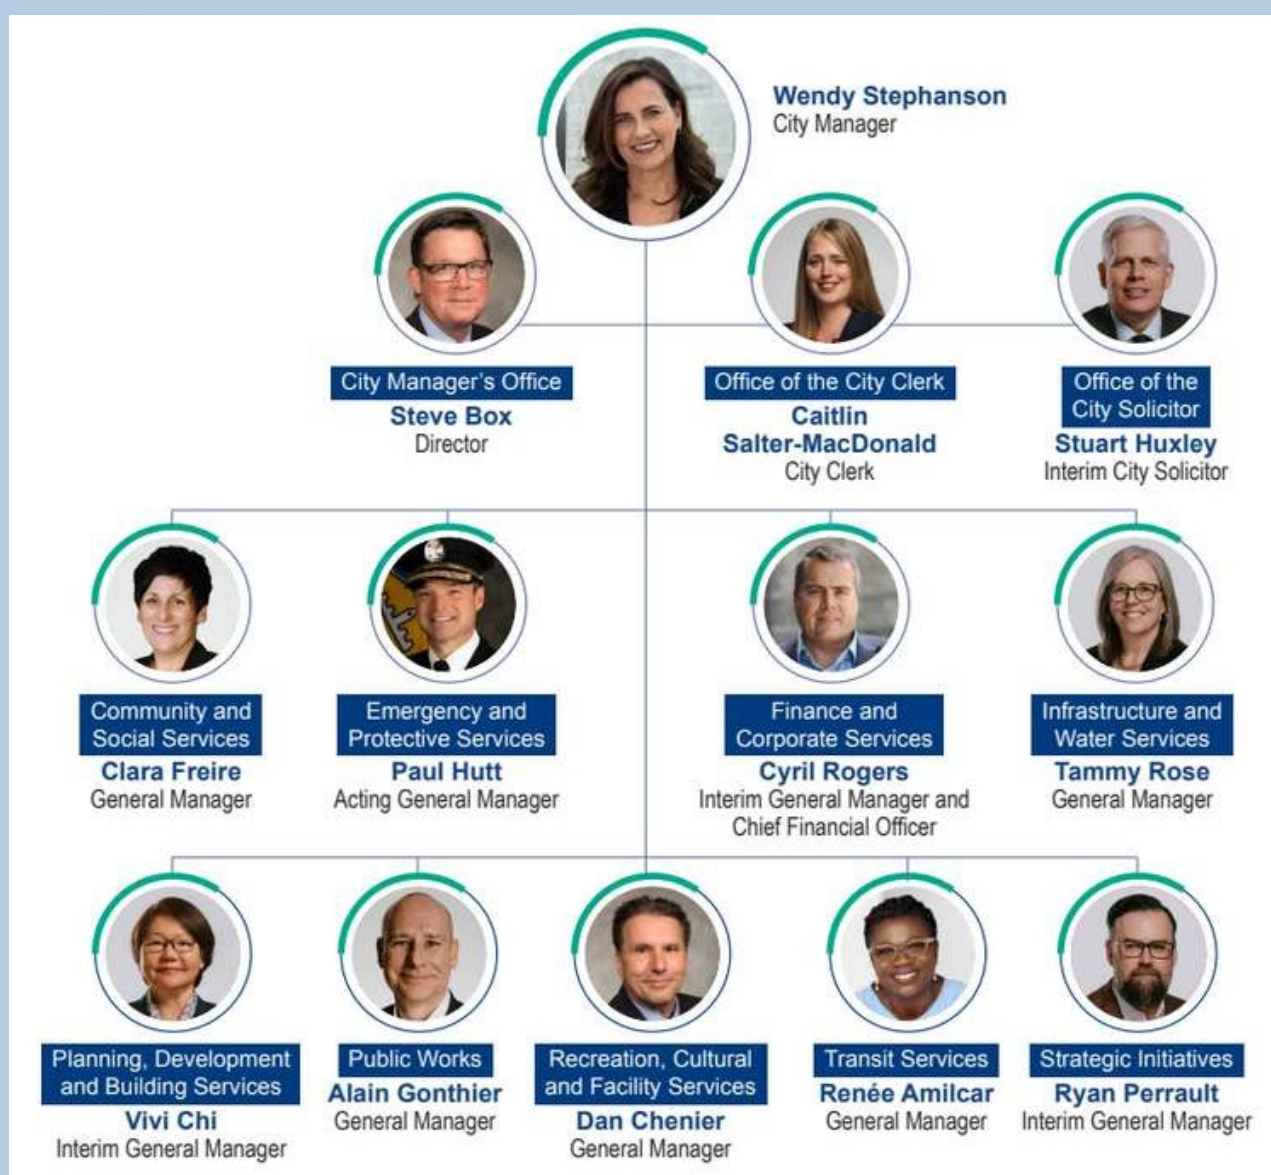 Wendy Stephanson
City Manager
City Manager's Office
Steve Box
Director
Office of the City Clerk
Caitlin
Salter-MacDonald
City Clerk
Office of the
City Solicitor
Stuart Huxley
Interim City Solicitor
Community and
Social Services
Clara Freire
General Manager
Emergency and
Protective Services
Paul Hutt
Acting General Manager
Finance and
Corporate Services
Cyril Rogers
Interim General Manager and
Chief Financial Officer
Infrastructure and
Water Services
Tammy Rose
General Manager
Planning, Development
and Building Services
Vivi Chi
Interim General Manager
Public Works
Alain Gonthier
General Manager
Recreation, Cultural
and Facility Services
Dan Chenier
General Manager
Transit Services
Renée Amilcar
General Manager
Strategic Initiatives
Ryan Perrault
Interim General Manager